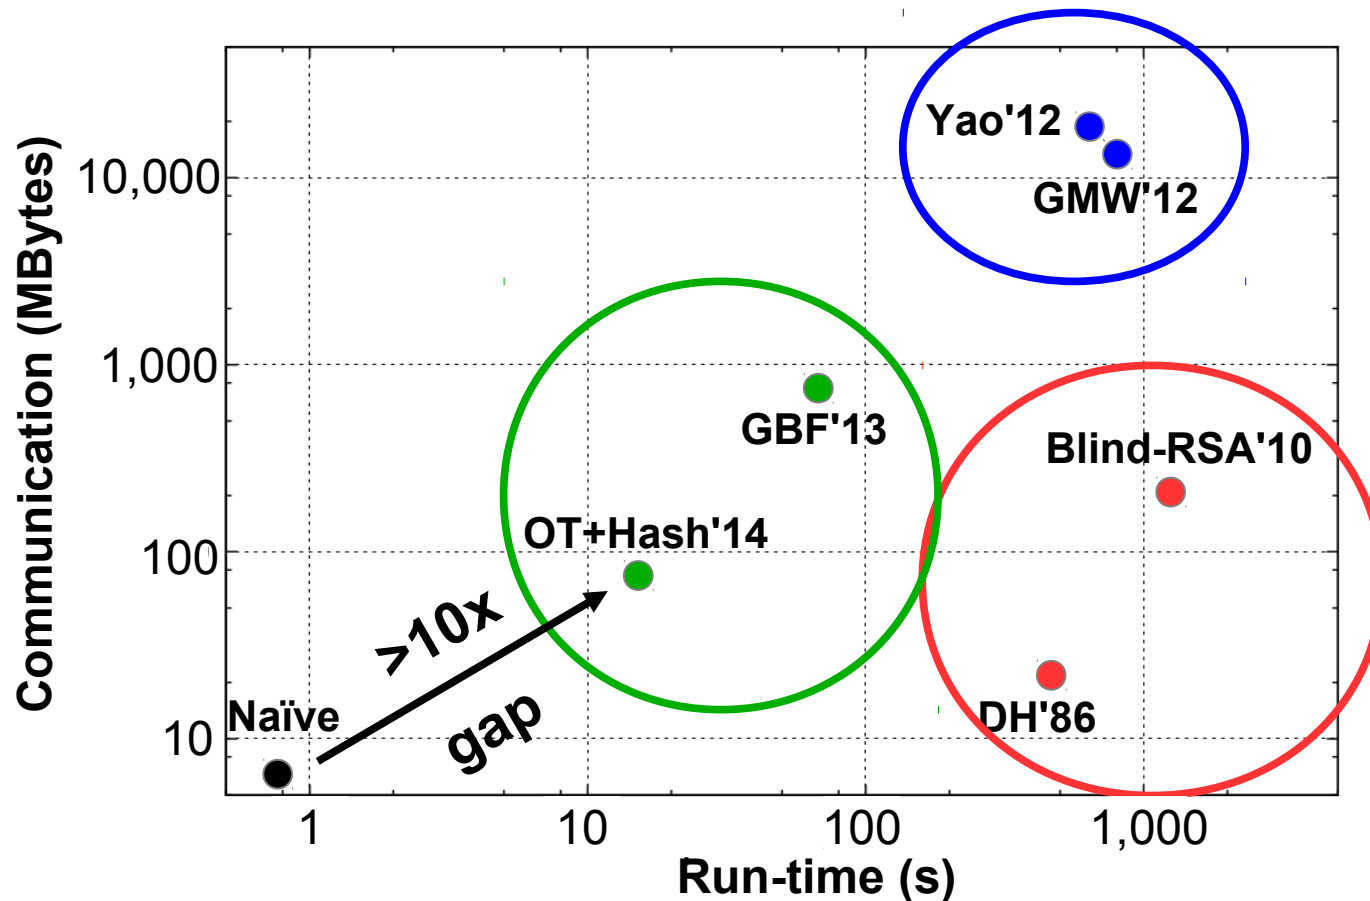 Communication (MBytes)
10,000
1,000
100
10
Yao'12
GMW'12
GBF'13
Blind-RSA'10
OT+Hash'14
>10x
gap
Naïve
DH'86
1
10
100
1,000
Run-time (s)